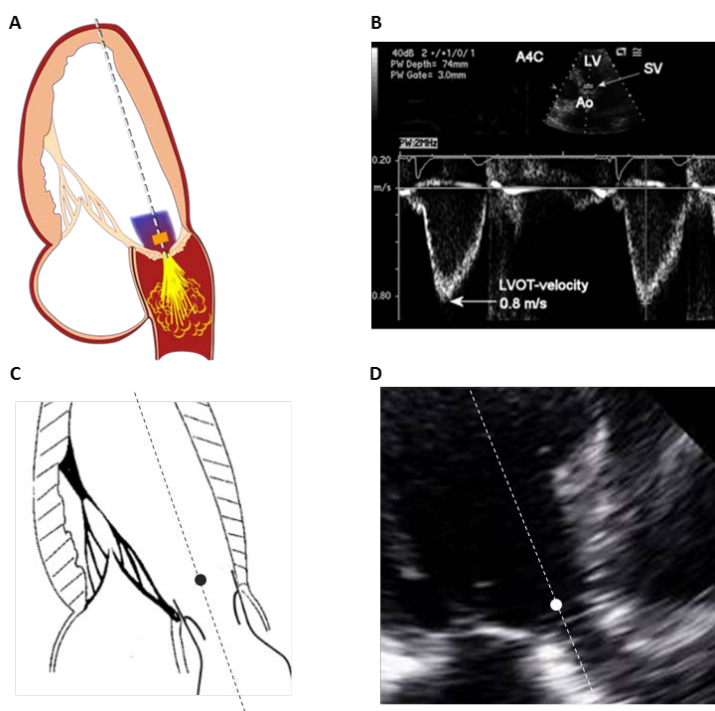 A
B
40dB 2 •/+1/0/1
PW Depth= 74mm
PW Gate= 3.0mm
A4C
LV
SV
Ao
PW:2MHz
0.20
m/s
LVOT-velocity
0.8 m/s
0.80
C
D